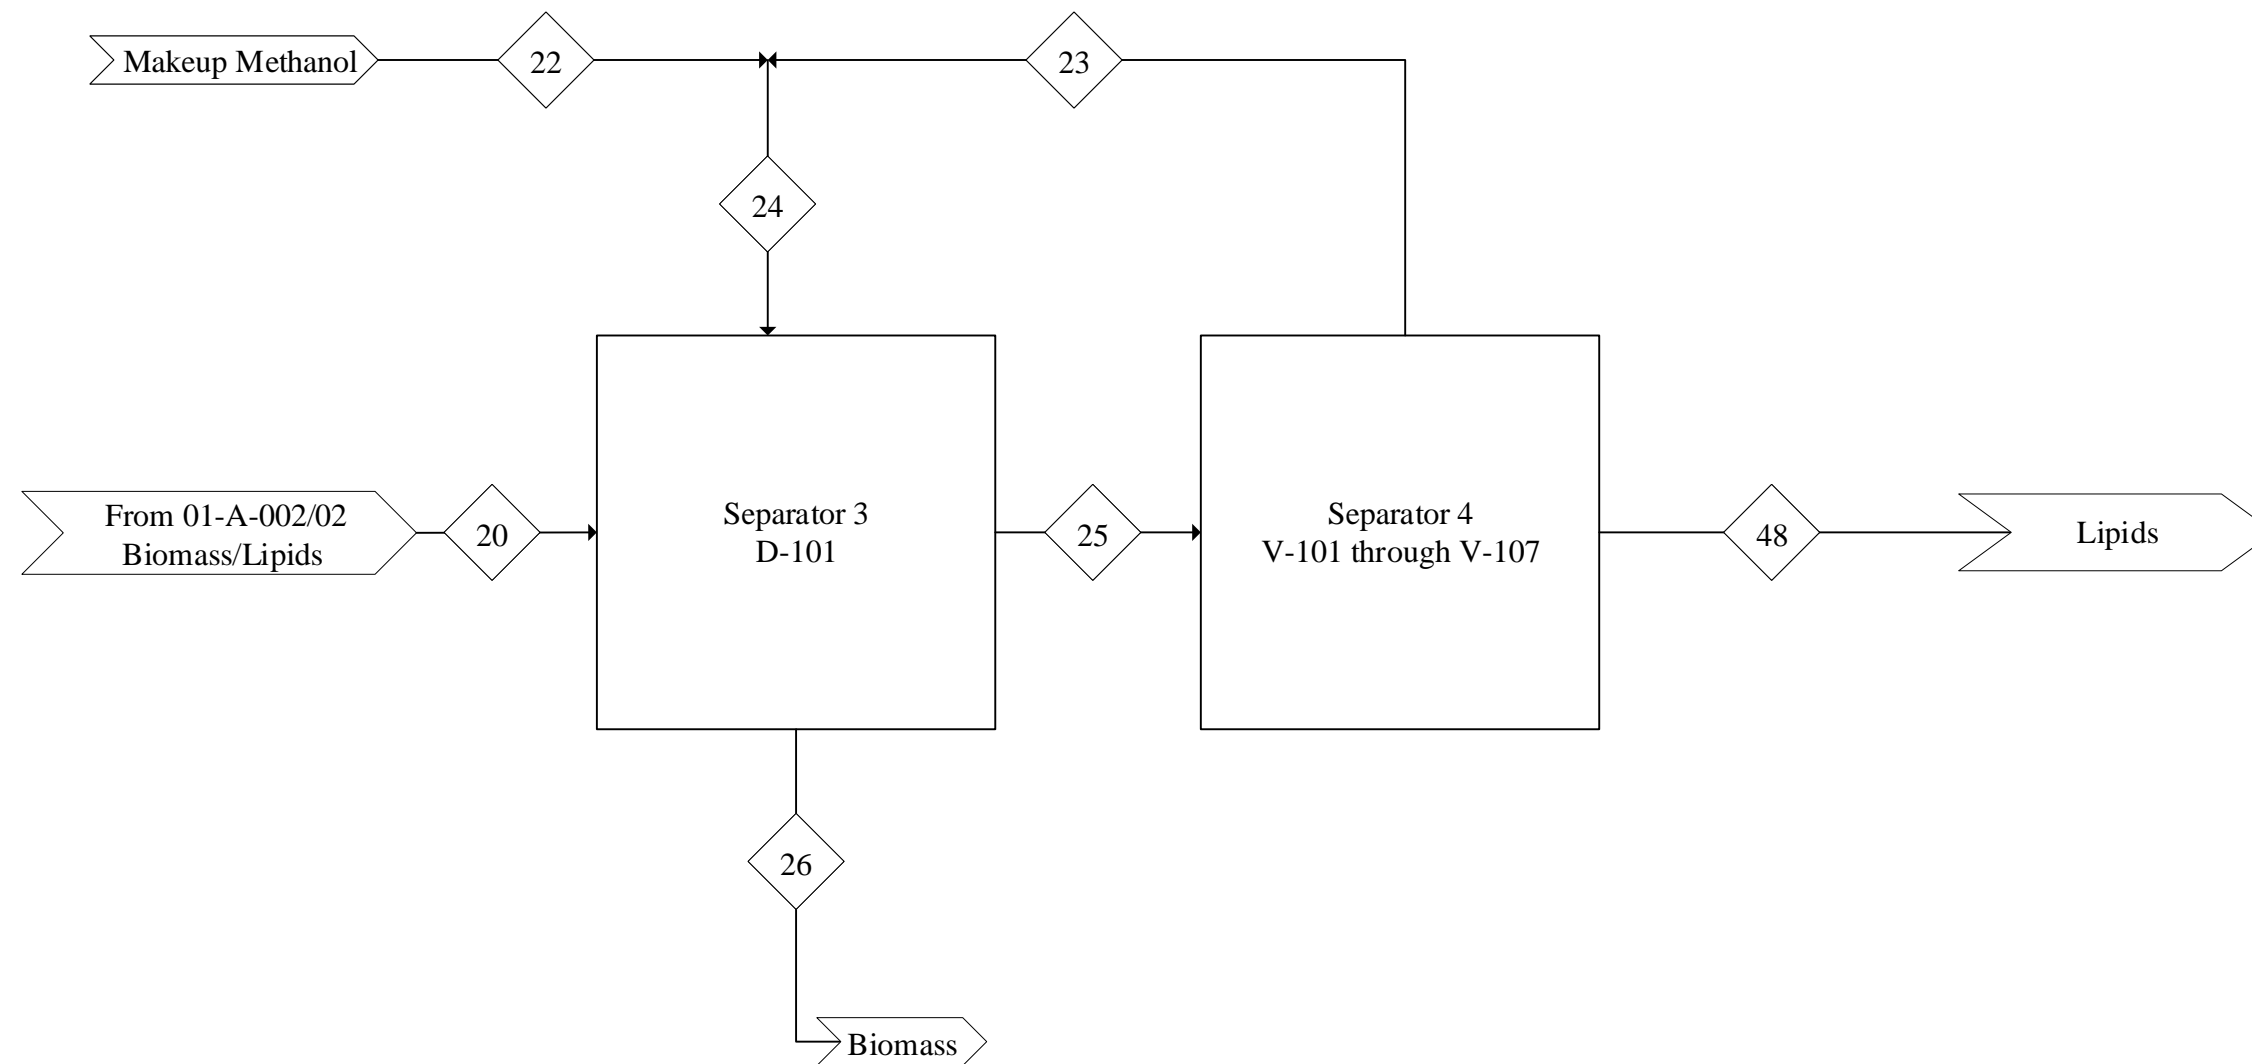 Makeup Methanol
22
23
24
From 01-A-002/02
Biomass/Lipids
20
Separator 3
D-101
25
Separator 4
V-101 through V-107
48
Lipids
26
Biomass